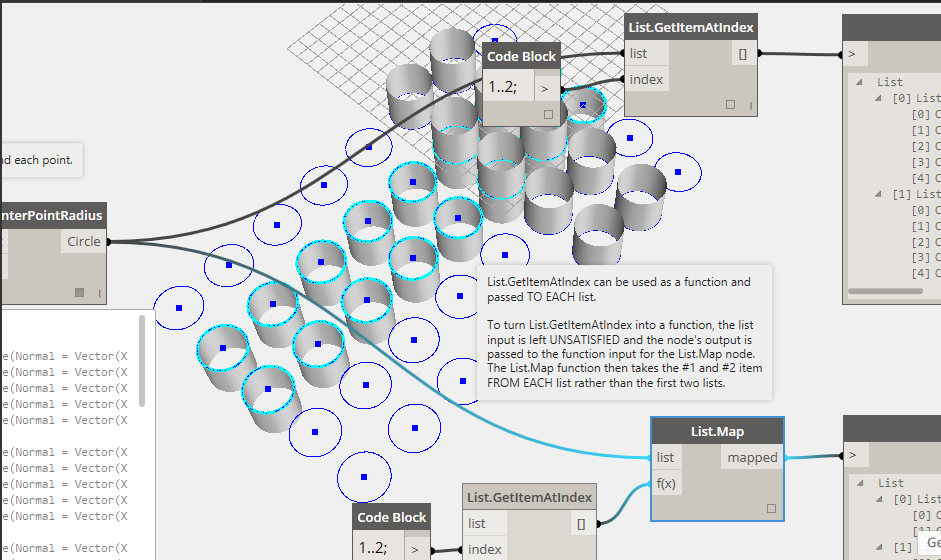 List.GetItemAtIndex
list
[]
index
Code Block
1..2;
>
>
List
[0] List
[0] C
[1] C
[2] C
[3] C
[4] C
[1] List
[0] C
[1] C
[2] C
[3] C
[4] C
d each point.
nterPointRadius
Circle
List.GetItemAtIndex can be used as a function and
passed TO EACH list.
To turn List.GetItemAtIndex into a function, the list
input is left UNSATISFIED and the node's output is
passed to the function input for the List.Map node.
The List.Map function then takes the #1 and #2 item
FROM EACH list rather than the first two lists.
e(Normal = Vector(X
e(Normal = Vector(X
e(Normal = Vector(X
e(Normal = Vector(X
e(Normal = Vector(X
e(Normal = Vector(X
e(Normal = Vector(X
e(Normal = Vector(X
e(Normal = Vector(X
e(Normal = Vector(X
e(Normal = Vector(X
List.Map
list
mapped
f(x)
>
List
[0] List
[0] C
[1]
Ge
List.GetItemAtIndex
list
[]
index
Code Block
1..2;
>